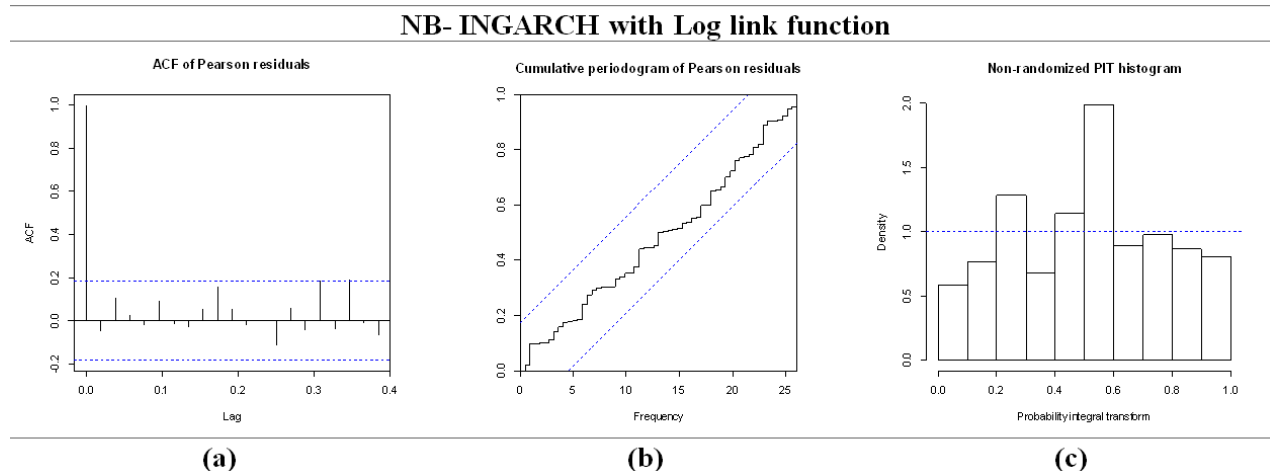 NB- INGARCH with Log link function
ACF of Pearson residuals
ACF
-0.2 0.0 0.2 0.4 0.6 0.8 1.0
0.0 0.1 0.2 0.3 0.4
Lag
Cumulative periodogram of Pearson residuals
0.0 0.2 0.4 0.6 0.8 1.0
0 5 10 15 20 25
Frequency
Non-randomized PIT histogram
Density
0.0 0.5 1.0 1.5 2.0
0.0 0.2 0.4 0.6 0.8 1.0
Probability integral transform
(a) (b) (c)